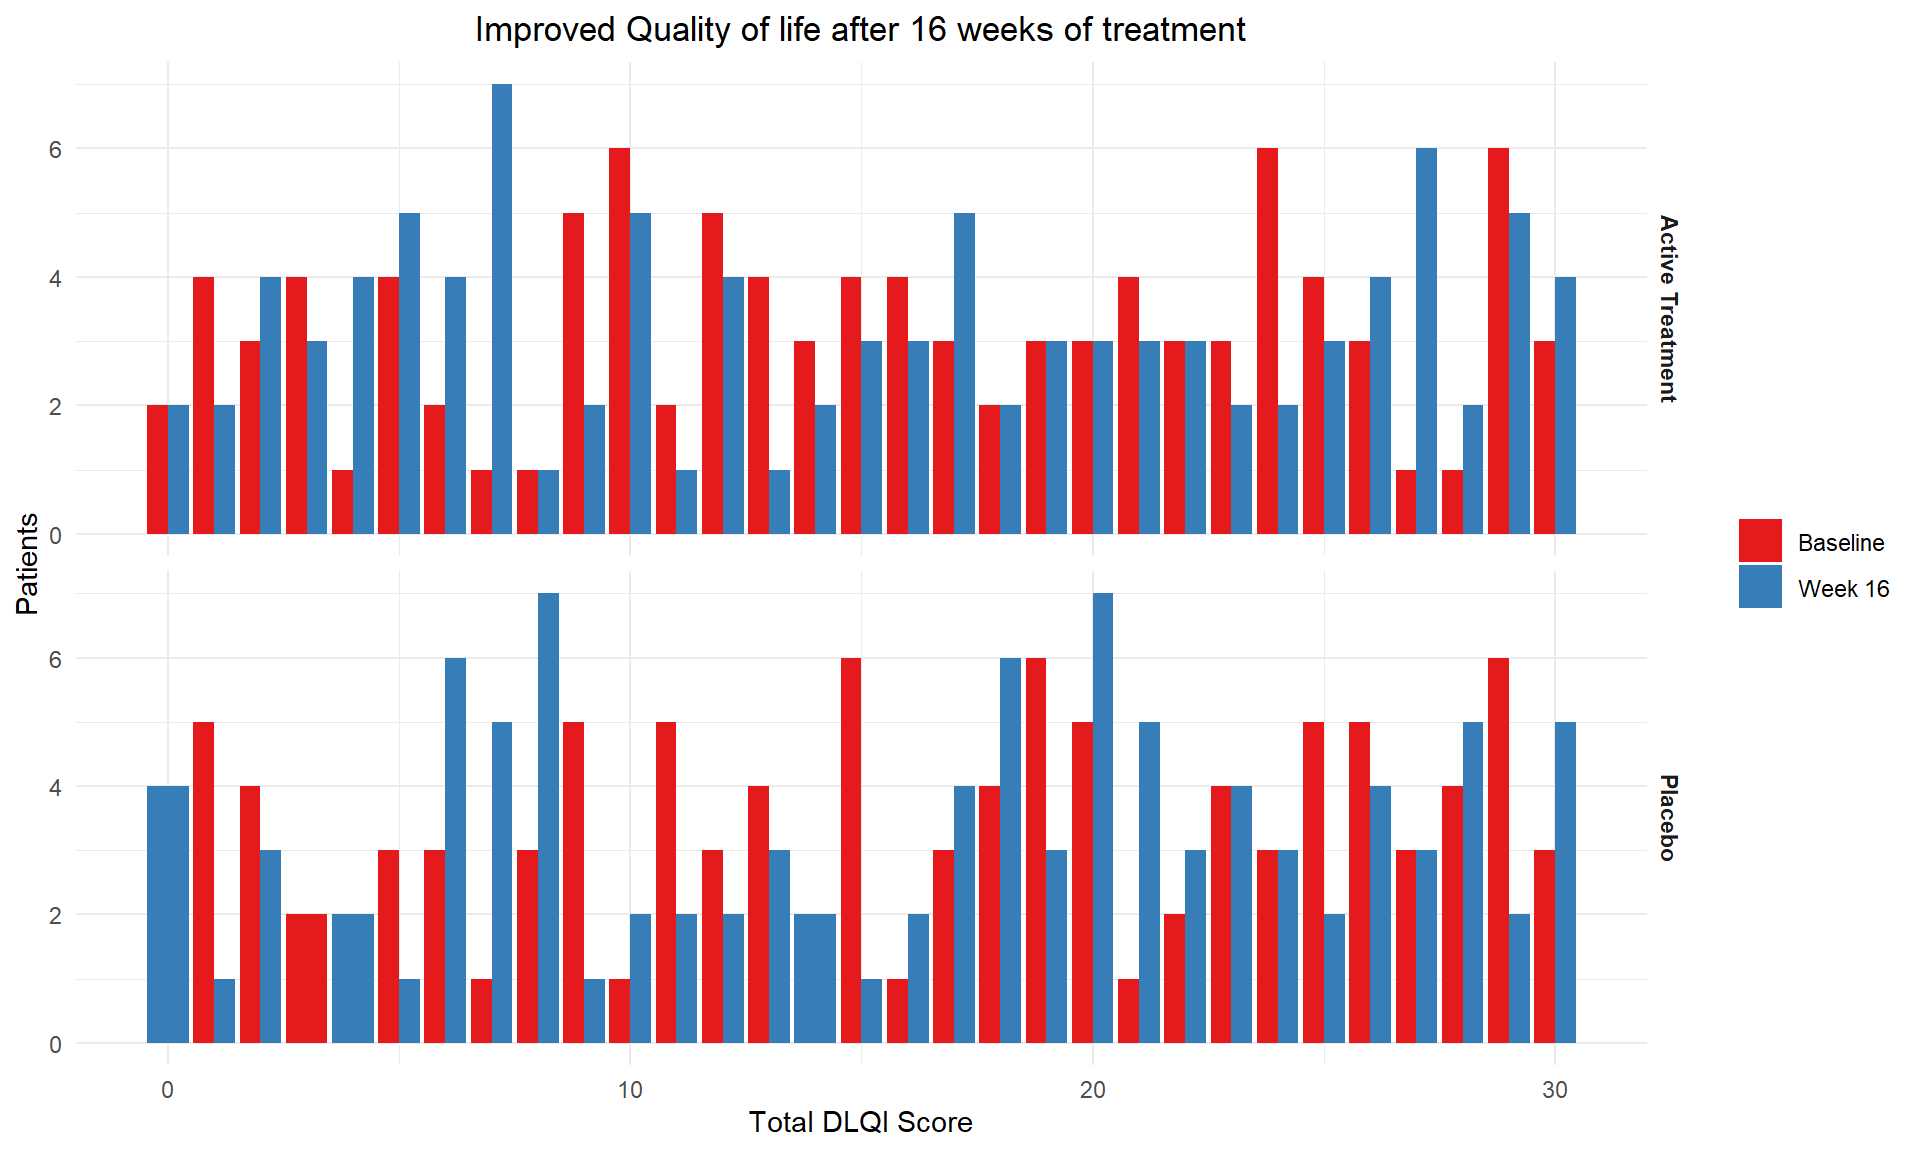 Improved Quality of life after 16 weeks of treatment
6
4
2
0
Active Treatment
Patients
6
4
2
0
Placebo
0 10 20 30
Total DLQI Score
Baseline
Week 16